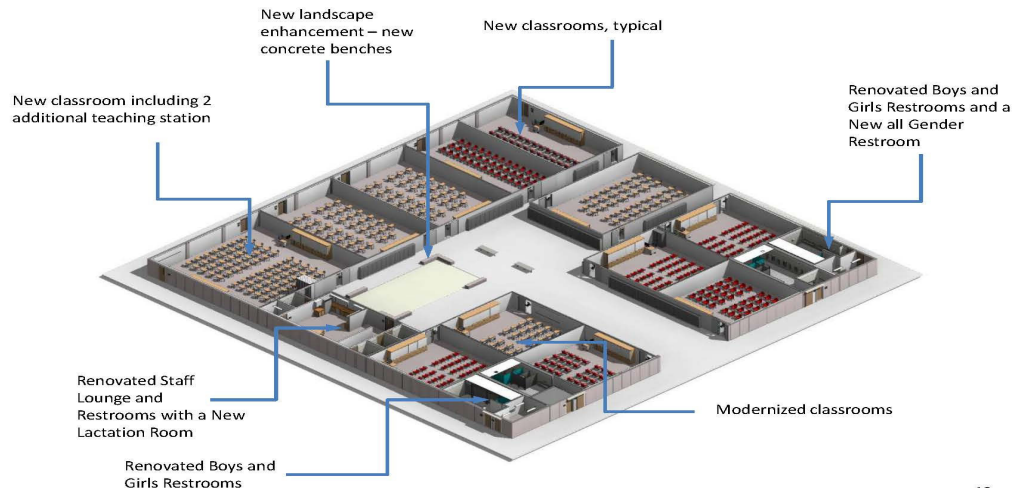 New landscape
enhancement – new
concrete benches
New classrooms, typical
New classroom including 2
additional teaching station
Renovated Boys and
Girls Restrooms and a
New all Gender
Restroom
Renovated Staff
Lounge and
Restrooms with a New
Lactation Room
Modernized classrooms
Renovated Boys and
Girls Restrooms